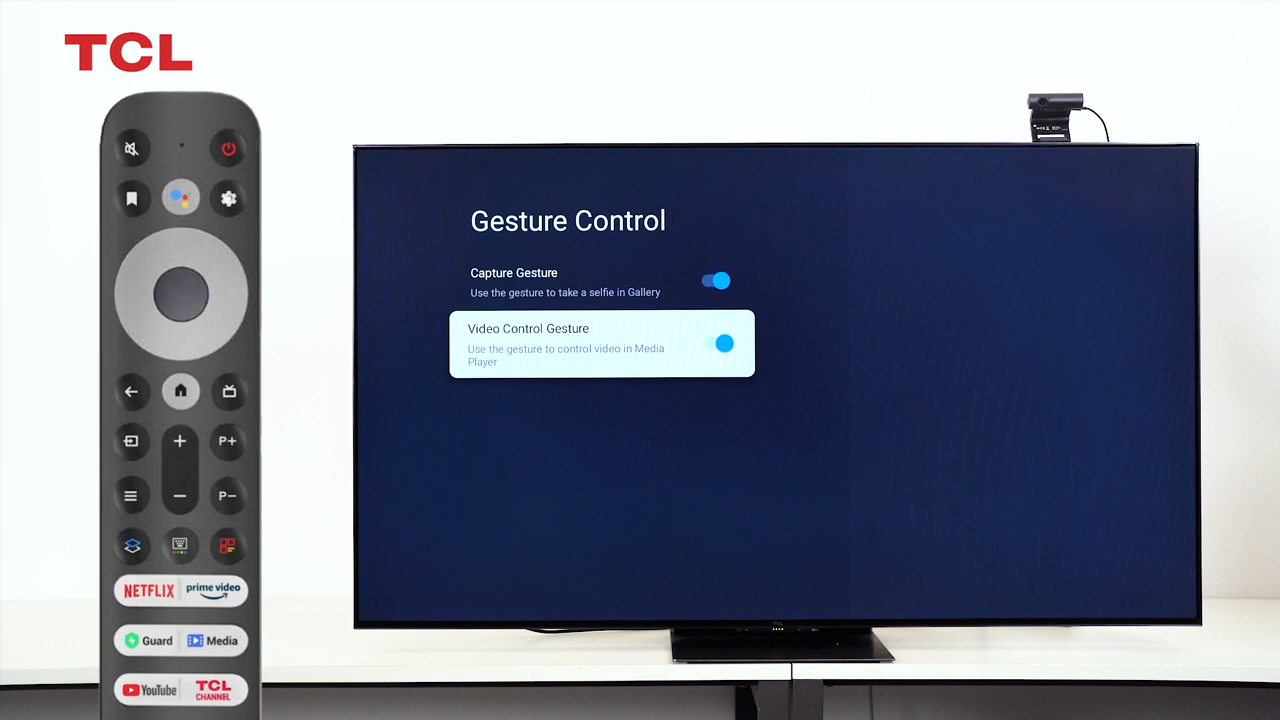 TCL
Gesture Control
Capture Gesture
Use the gesture to take a selfie in Gallery
Video Control Gesture
Use the gesture to control video in Media
Player
P+
P−
NETFLIX
prime video
Guard
Media
YouTube
TCL
CHANNEL
TCL